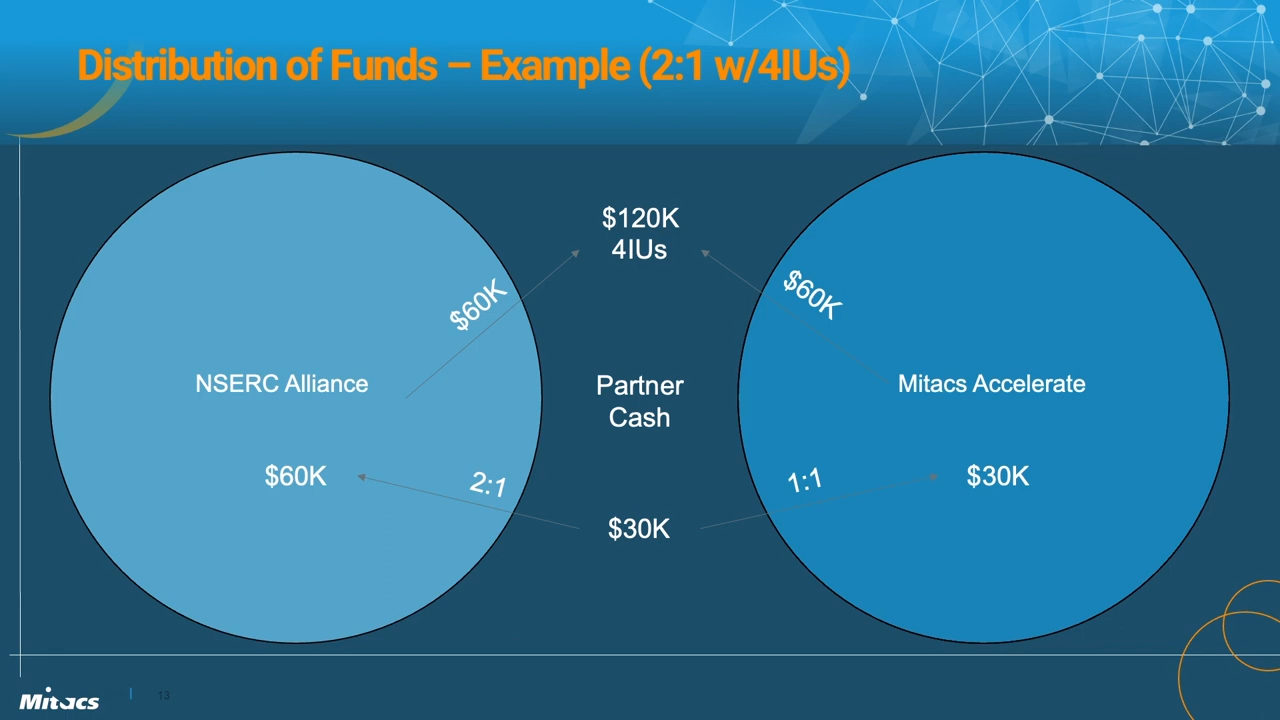 Distribution of Funds – Example (2:1 w/4IUs)
$120K
4IUs
$60K
$60K
NSERC Alliance
Partner
Cash
Mitacs Accelerate
$60K
2:1
1:1
$30K
$30K
Mitacs
13